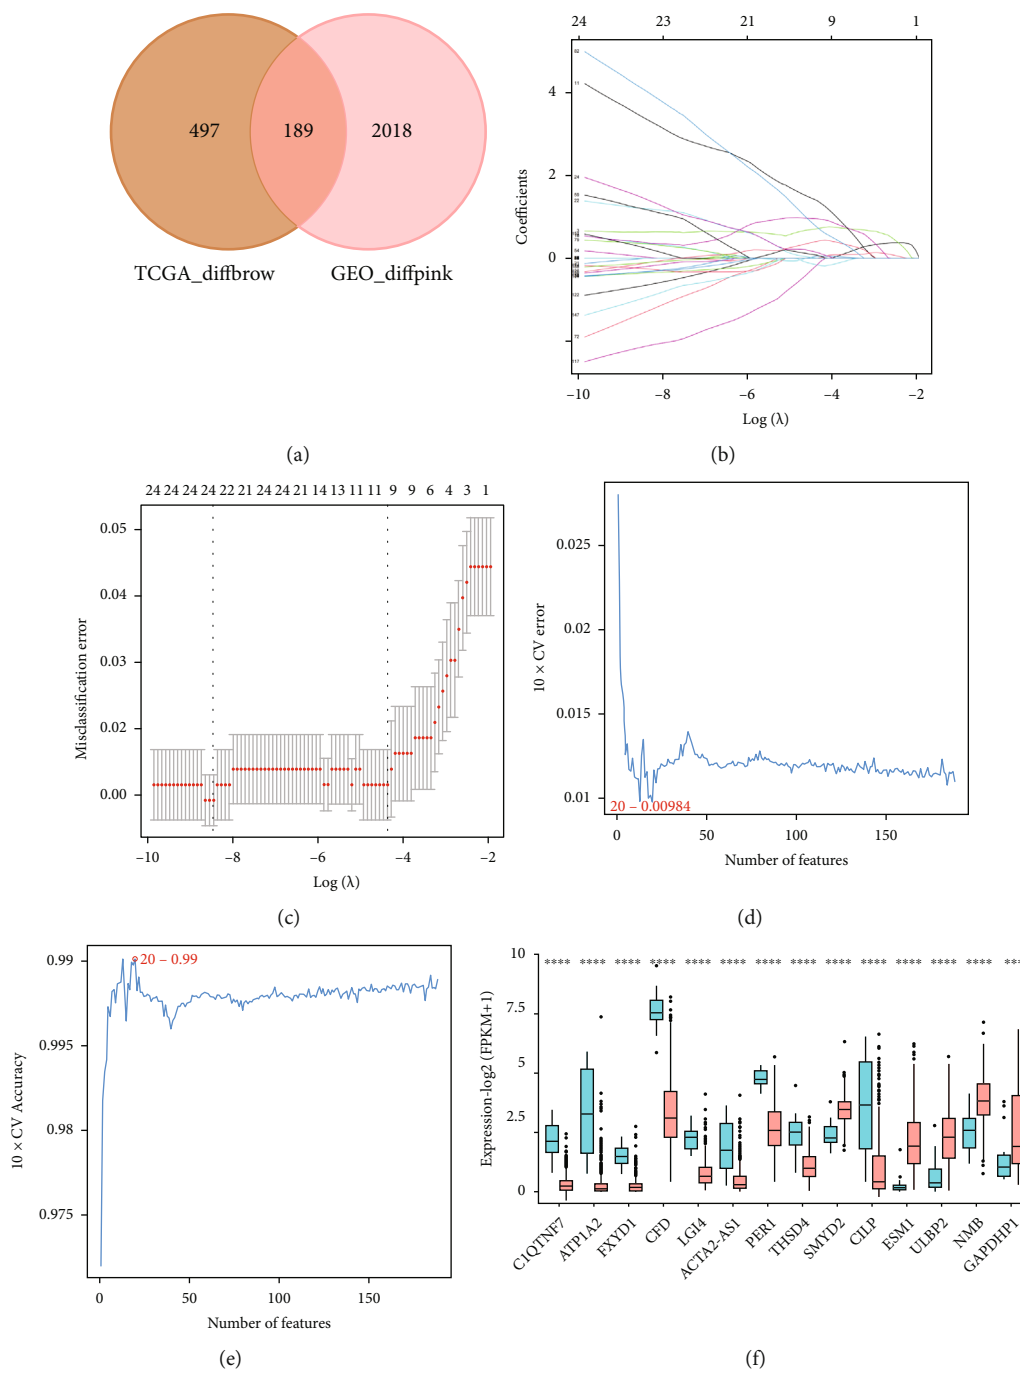 497
189
2018
TCGA_diffbrow
GEO_diffpink
(a)
24 23 21 9 1
Coefficients
4
2
0
−10 −8 −6 −4 −2
Log (λ)
(b)
24 24 24 24 22 21 24 24 21 14 13 11 11 9 9 6 4 3 1
Misclassification error
0.05
0.04
0.03
0.02
0.00
−10 −8 −6 −4 −2
Log (λ)
(c)
10 × CV error
0.025
0.02
0.015
0.01
20 − 0.00984
0 50 100 150
Number of features
(d)
10 × CV Accuracy
0.99
0.995
0.98
0.975
20 − 0.99
0 50 100 150
Number of features
(e)
Expression-log2 (FPKM+1)
10
7.5
5
2.5
0
**** **** **** **** **** **** **** **** **** **** **** **** **** ***
C1QTNF7
ATP1A2
FXYD1
CFD
LGI4
ACTA2-AS1
PER1
THSD4
SMYD2
CILP
ESM1
ULBP2
NMB
GAPDHP1
(f)